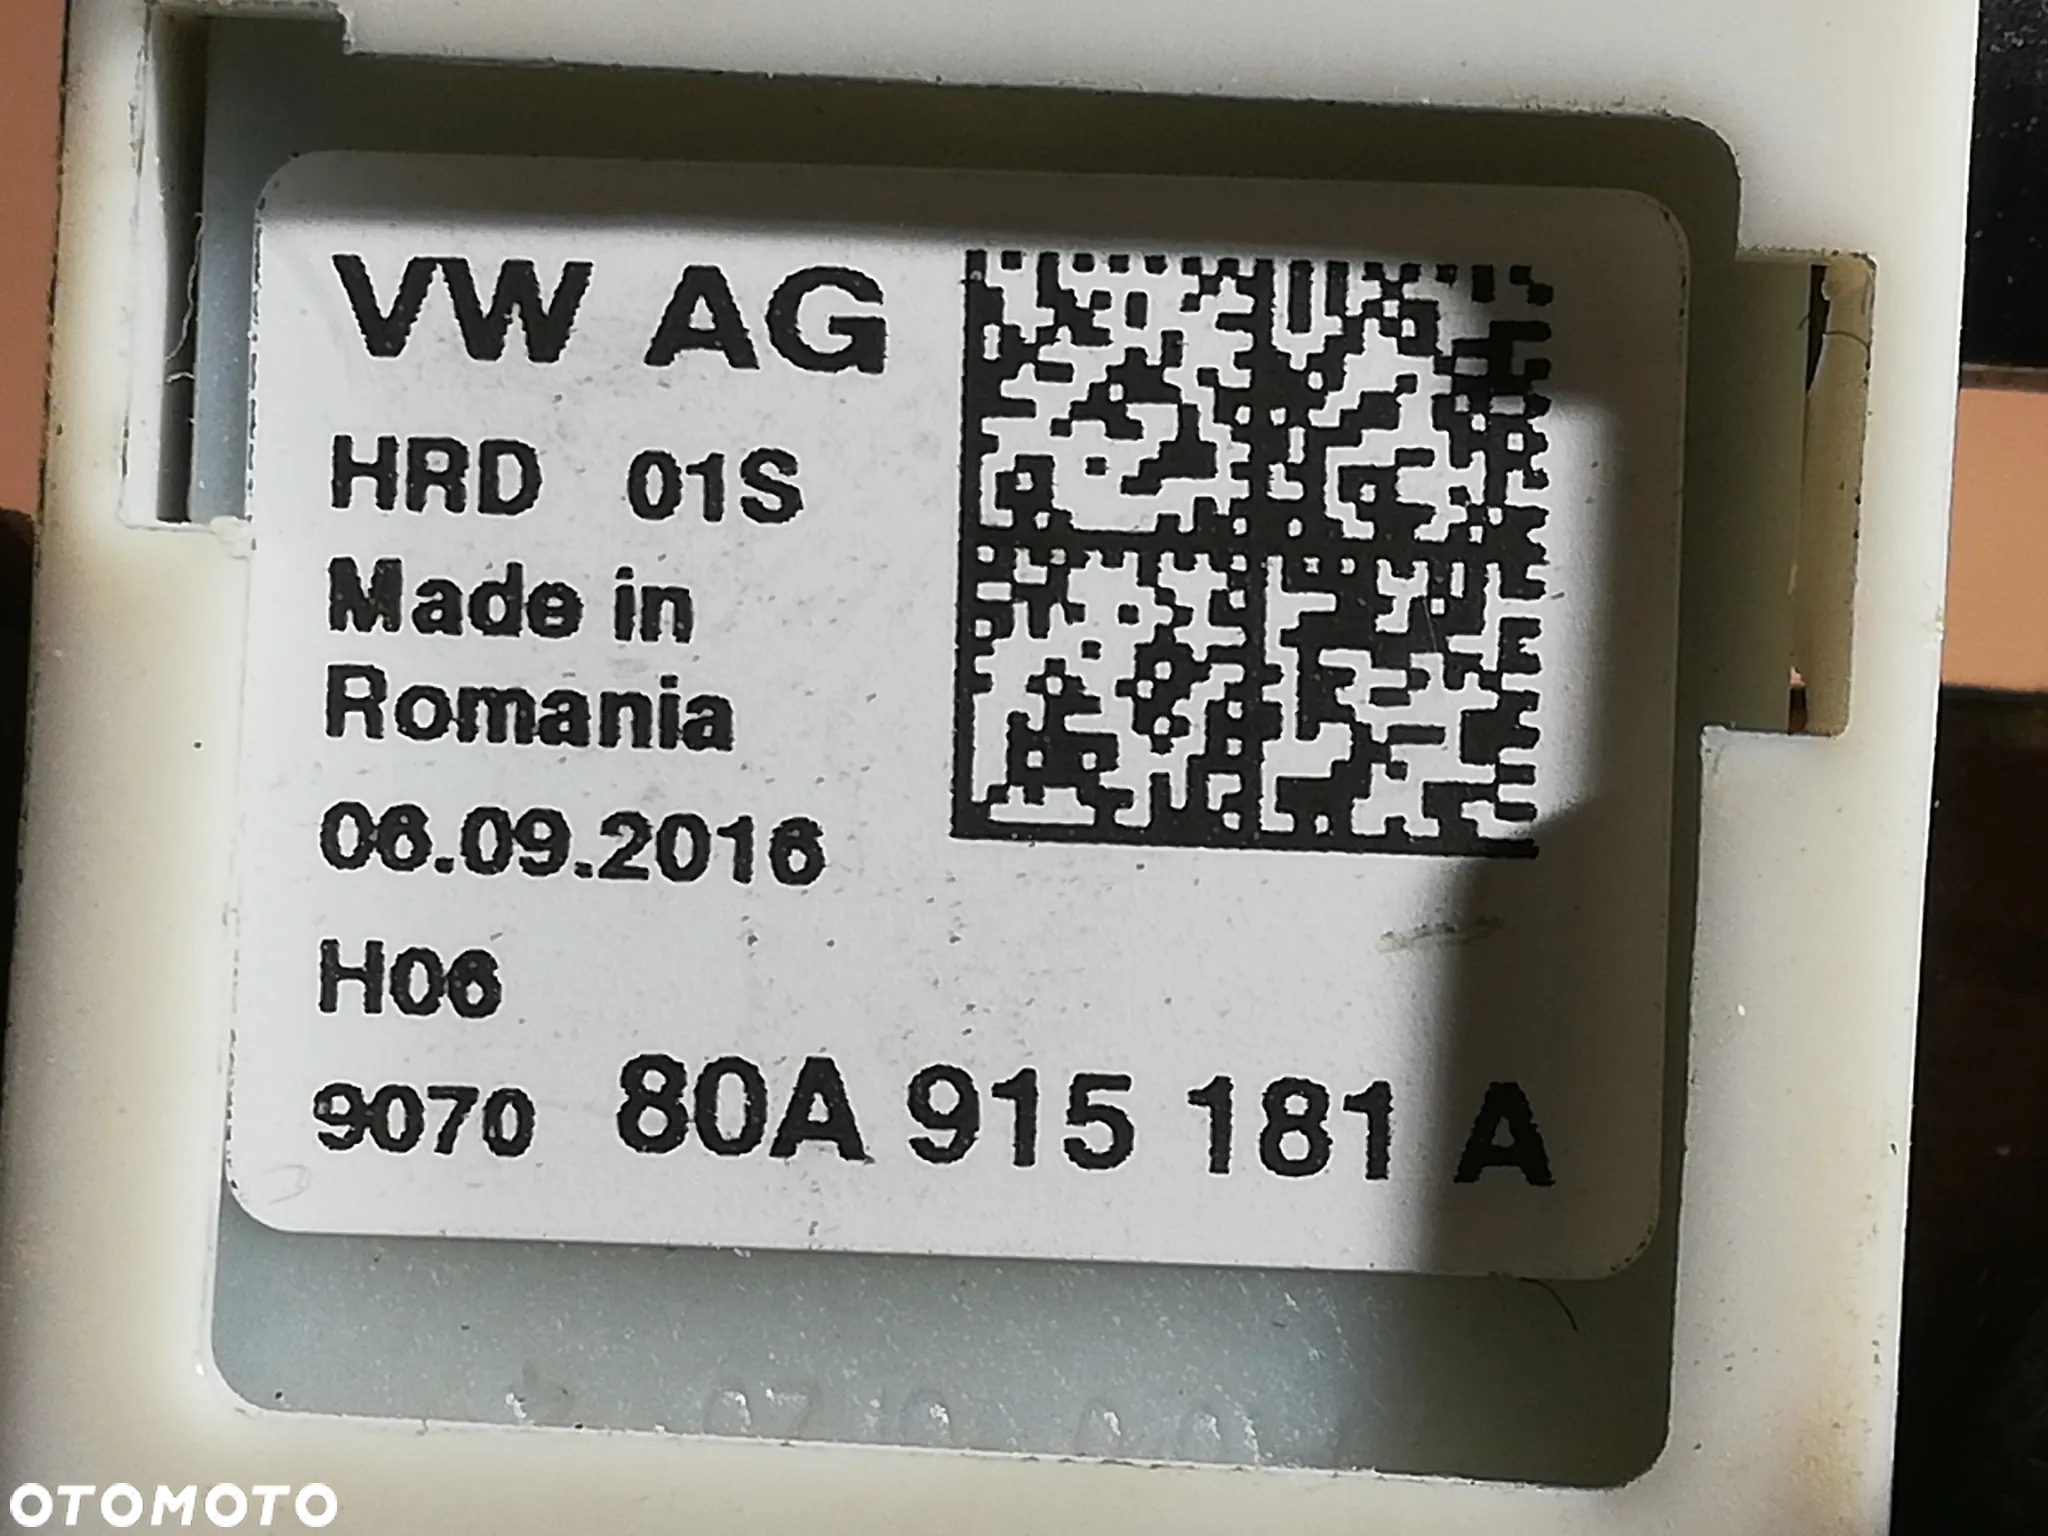 VW AG
HRD 01S
Made in
Romania
06.09.2016
H06
9070 80A 915 181 A
OTOMOTO